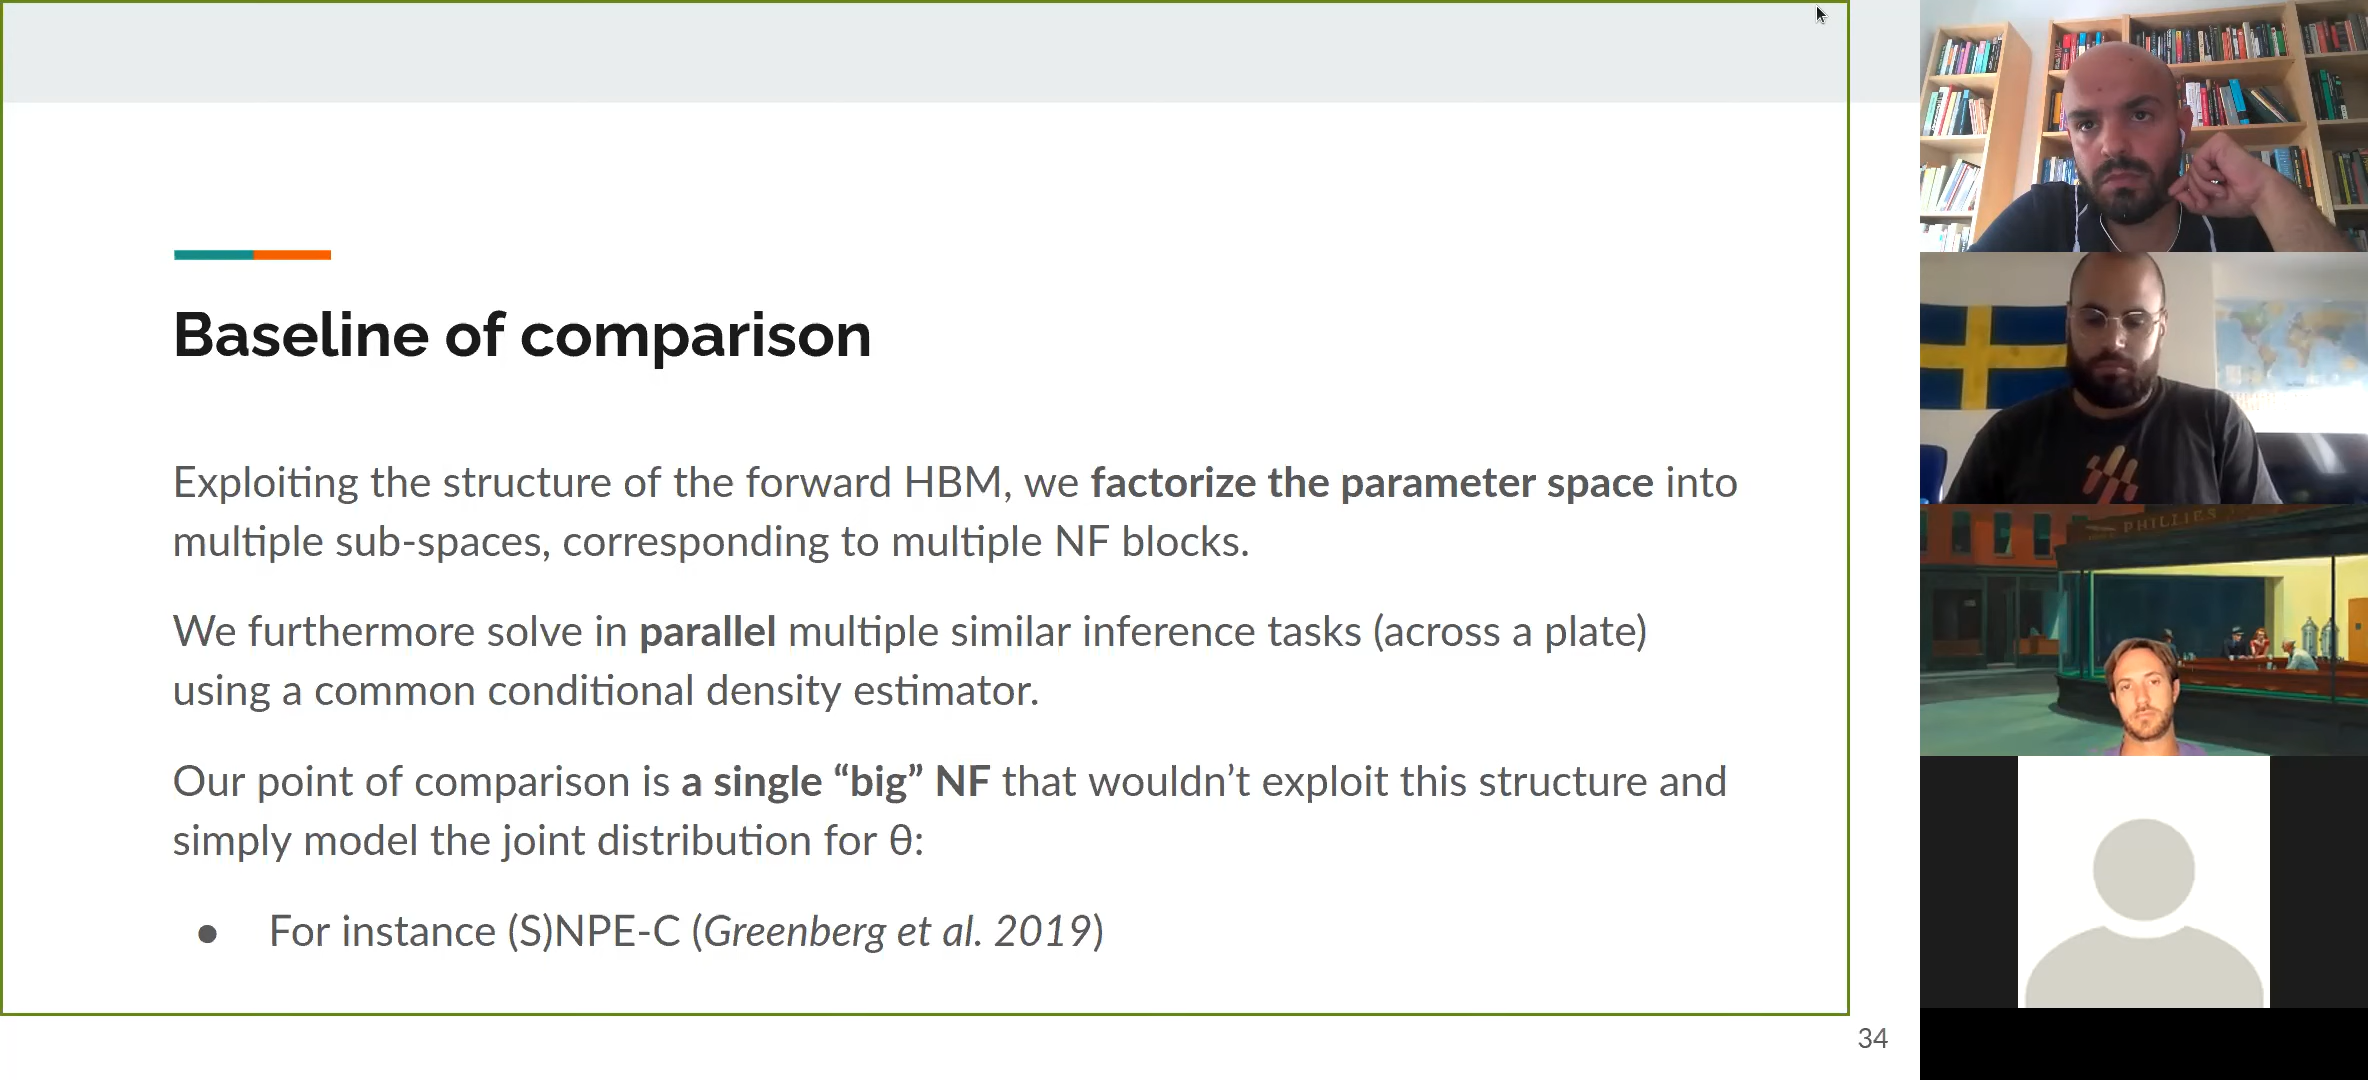 Baseline of comparison
Exploiting the structure of the forward HBM, we factorize the parameter space into
multiple sub-spaces, corresponding to multiple NF blocks.
We furthermore solve in parallel multiple similar inference tasks (across a plate)
using a common conditional density estimator.
Our point of comparison is a single “big” NF that wouldn’t exploit this structure and
simply model the joint distribution for θ:
● For instance (S)NPE-C (Greenberg et al. 2019)
34
PHILLIES